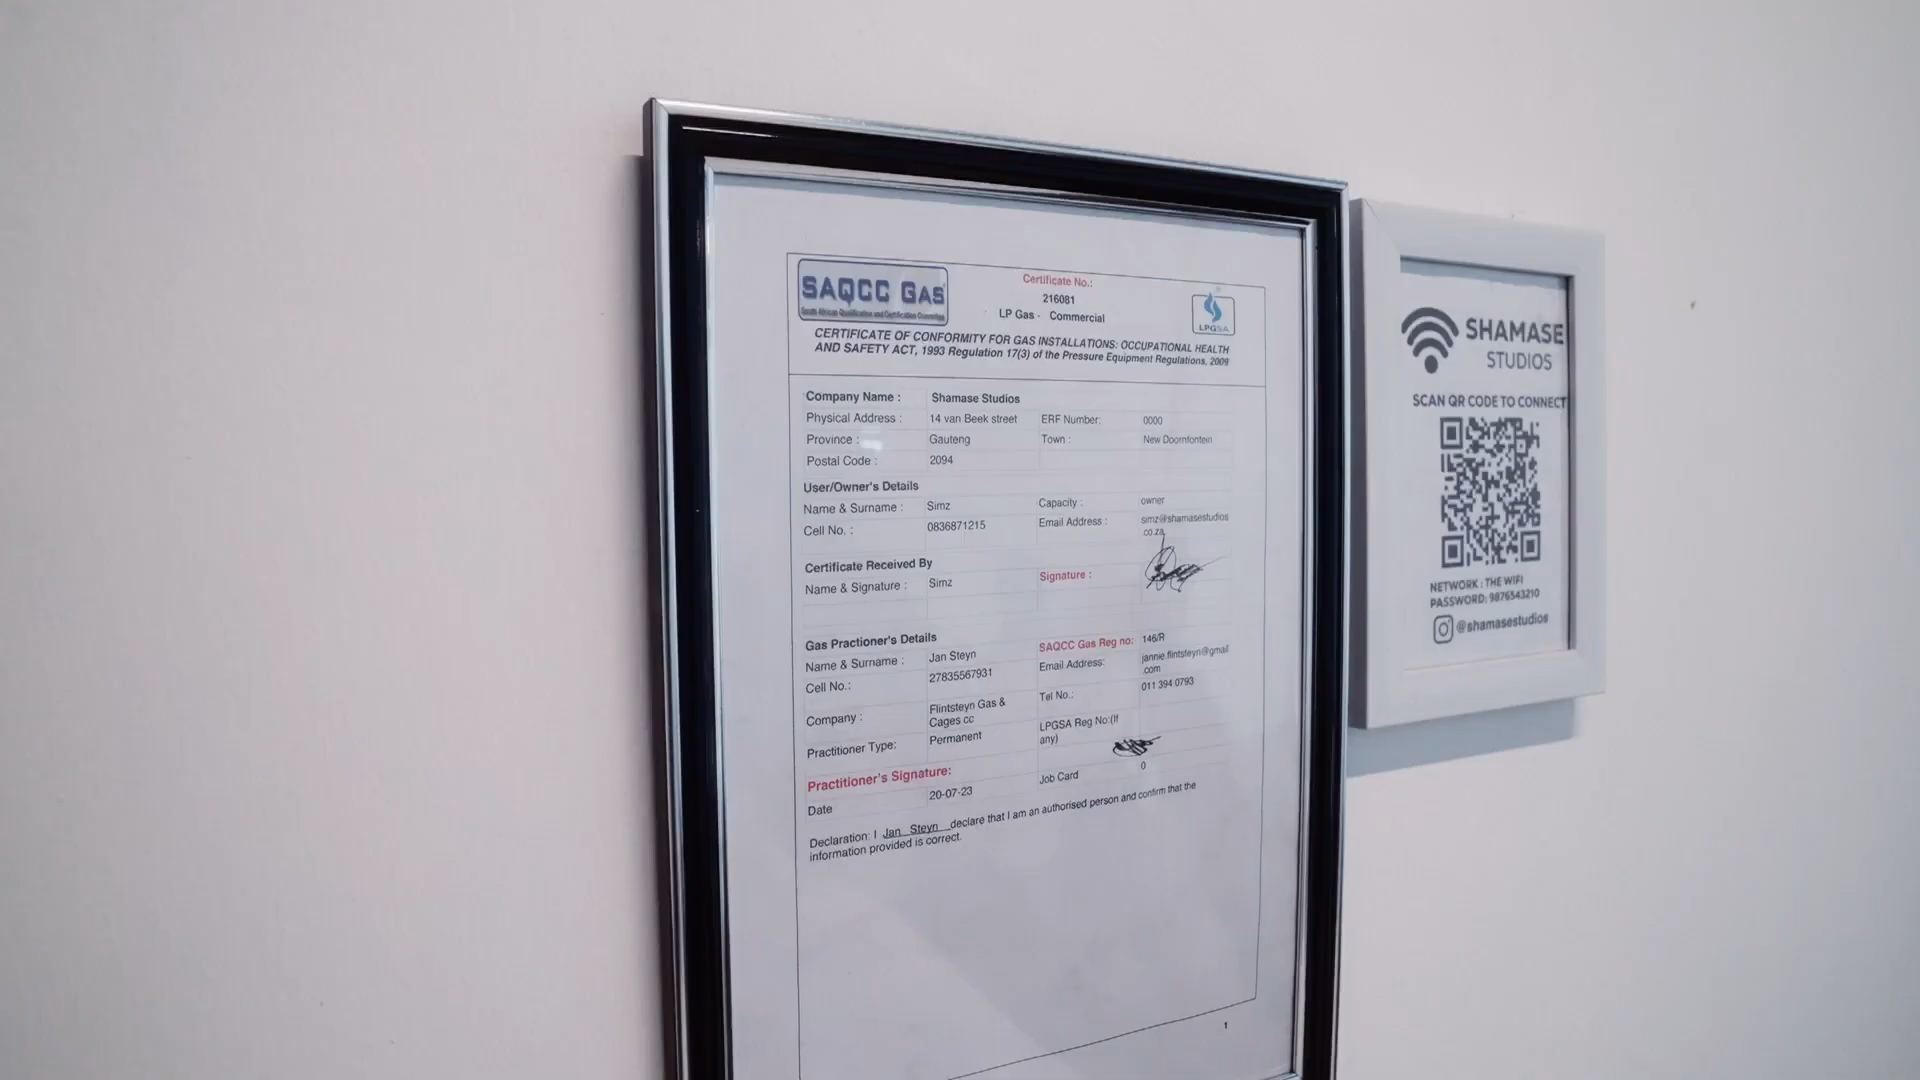 SAQCC GAS
South African Qualification and Certification Committee
Certificate No.:
216081
LP Gas - Commercial
LPGSA
CERTIFICATE OF CONFORMITY FOR GAS INSTALLATIONS: OCCUPATIONAL HEALTH
AND SAFETY ACT, 1993 Regulation 17(3) of the Pressure Equipment Regulations, 2009
Company Name : Shamase Studios
Physical Address : 14 van Beek street ERF Number: 0000
Province : Gauteng Town : New Doornfontein
Postal Code : 2094
User/Owner's Details
Name & Surname : Simz Capacity : owner
Cell No. : 0836871215 Email Address : simz@shamasestudios
co.za
Certificate Received By
Name & Signature : Simz Signature :
Gas Practioner's Details
Name & Surname : Jan Steyn SAQCC Gas Reg no: 146/R
Cell No.: 27835567931 Email Address: jannie.flintsteyn@gmail
.com
Company : Flintsteyn Gas & Tel No.: 011 394 0793
Cages cc
Practitioner Type: Permanent LPGSA Reg No:(If
any)
Practitioner's Signature:
Date 20-07-23 Job Card 0
Declaration: I Jan Steyn declare that I am an authorised person and confirm that the
information provided is correct.
1
SHAMASE
STUDIOS
SCAN QR CODE TO CONNECT
NETWORK : THE WIFI
PASSWORD: 9876543210
@shamasestudios